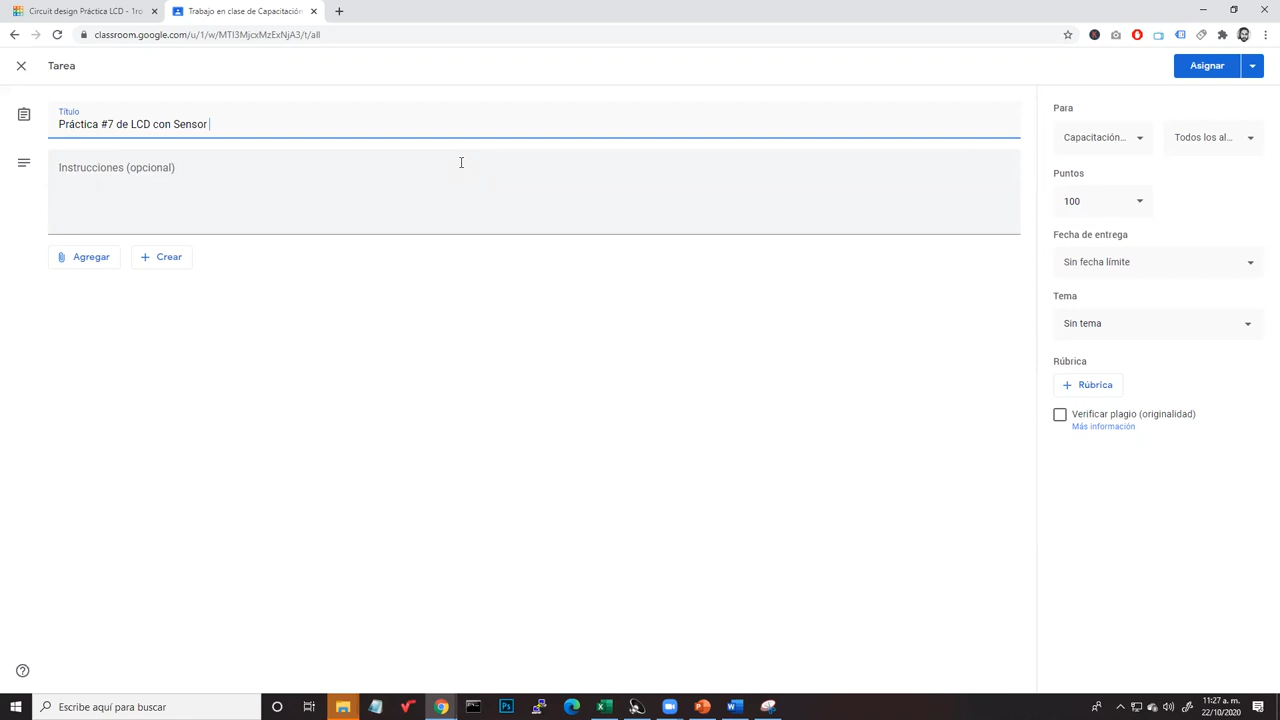 Circuit design Práctica LCD - 1ro
Trabajo en clase de Capacitación
classroom.google.com/u/1/w/MTI3MjcxMzExNjA3/t/all
Tarea
Asignar
Título
Práctica #7 de LCD con Sensor
Instrucciones (opcional)
Agregar
Crear
Para
Capacitación...
Todos los al...
Puntos
100
Fecha de entrega
Sin fecha límite
Tema
Sin tema
Rúbrica
Rúbrica
Verificar plagio (originalidad)
Más información
Escribe aquí para buscar
11:27 a. m.
22/10/2020